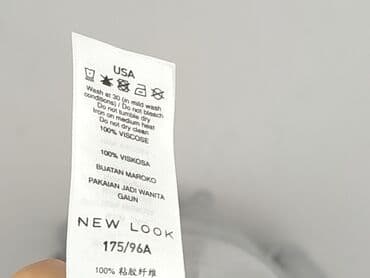 USA
Wash at 30 (in mild wash
conditions) / Do not bleach
Do not tumble dry
Iron on medium heat
Do not dry clean
100% VISCOSE
100% VISKOSA
BUATAN MAROKO
PAKAIAN JADI WANITA
GAUN
NEW LOOK
175/96A
100% 粘胶纤维